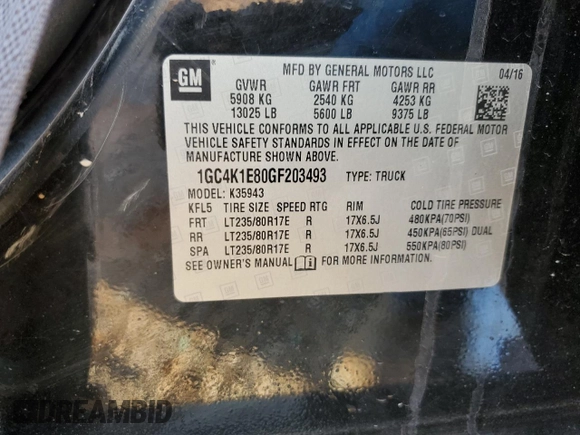 GM
MFD BY GENERAL MOTORS LLC 04/16
GVWR GAWR FRT GAWR RR
5908 KG 2540 KG 4253 KG
13025 LB 5600 LB 9375 LB
THIS VEHICLE CONFORMS TO ALL APPLICABLE U.S. FEDERAL MOTOR
VEHICLE SAFETY STANDARDS IN EFFECT ON THE DATE OF
MANUFACTURE SHOWN ABOVE.
1GC4K1E80GF203493 TYPE: TRUCK
MODEL: K35943
KFL5 TIRE SIZE SPEED RTG RIM COLD TIRE PRESSURE
FRT LT235/80R17E R 17X6.5J 480KPA(70PSI)
RR LT235/80R17E R 17X6.5J 450KPA(65PSI) DUAL
SPA LT235/80R17E R 17X6.5J 550KPA(80PSI)
SEE OWNER'S MANUAL FOR MORE INFORMATION.
DREAMBID